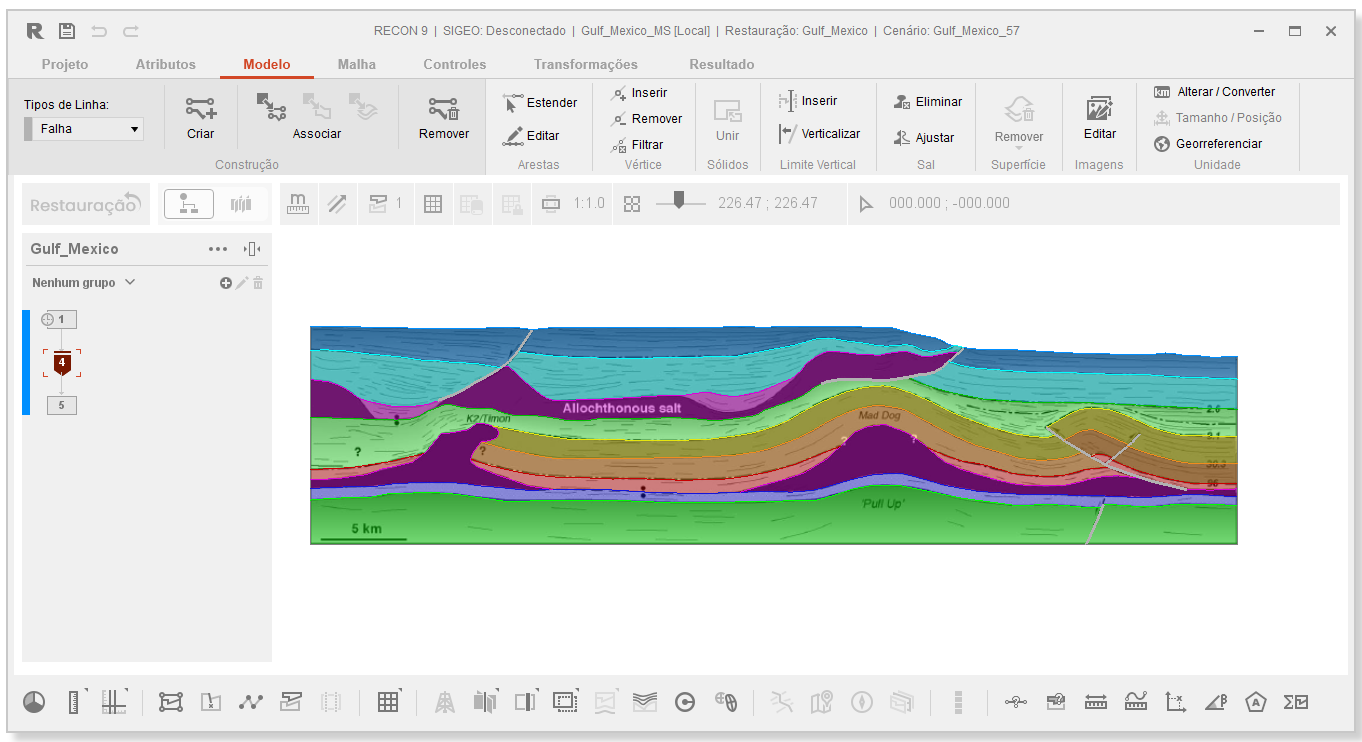 RECON 9 | SIGEO: Desconectado | Gulf_Mexico_MS [Local] | Restauração: Gulf_Mexico | Cenário: Gulf_Mexico_57
Projeto Atributos Modelo Malha Controles Transformações Resultado
Tipos de Linha:
Falha
Criar
Associar
Remover
Construção
Estender
Editar
Arestas
Inserir
Remover
Filtrar
Vértice
Unir
Sólidos
Inserir
Verticalizar
Limite Vertical
Eliminar
Ajustar
Sal
Remover
Superfície
Editar
Imagens
Km Alterar / Converter
Tamanho / Posição
Georreferenciar
Unidade
Restauração
m
1
1:1.0
226.47 ; 226.47
000.000 ; -000.000
Gulf_Mexico
Nenhum grupo
1
4
5
Allochthonous salt
K2/Timon
Mad Dog
?
?
?
?
2.6
5.1
30.5
96
'Pull Up'
5 km